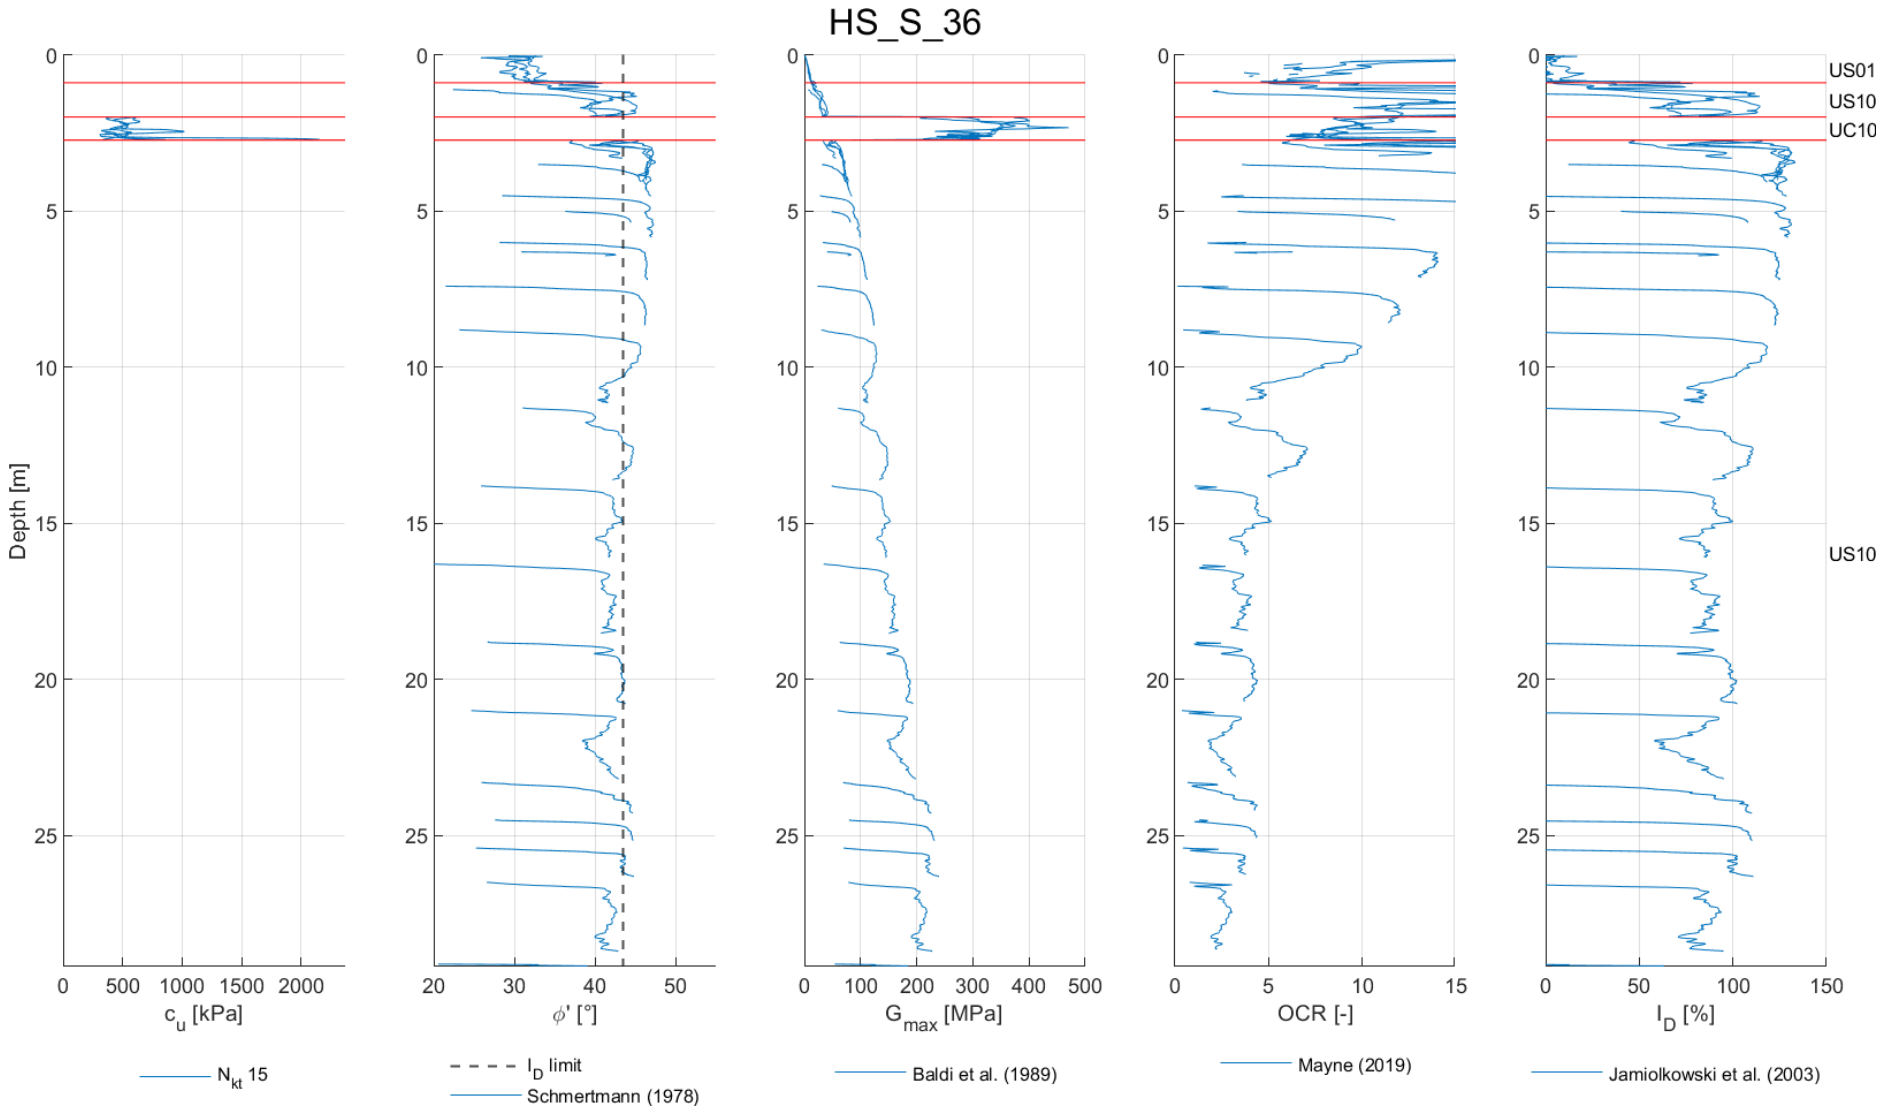 HS_S_36
Depth [m]
0
5
10
15
20
25
0 500 1000 1500 2000
c_u [kPa]
N_kt 15
0
5
10
15
20
25
20 30 40 50
ϕ' [°]
I_D limit
Schmertmann (1978)
0
5
10
15
20
25
0 100 200 300 400 500
G_max [MPa]
Baldi et al. (1989)
0
5
10
15
20
25
0 5 10 15
OCR [-]
Mayne (2019)
0
5
10
15
20
25
0 50 100 150
I_D [%]
Jamiolkowski et al. (2003)
US01
US10
UC10
US10